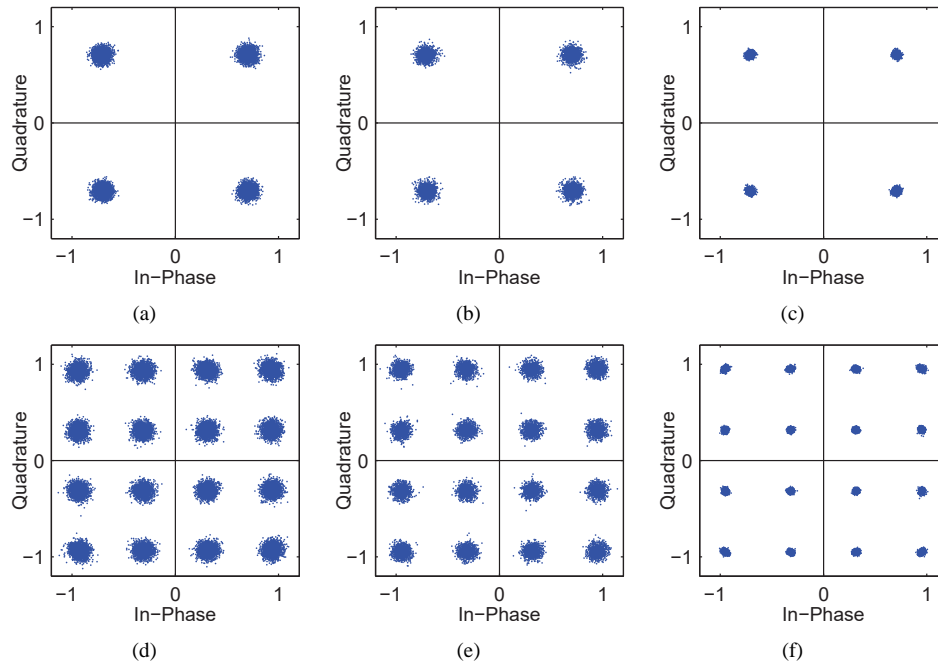 1
0
−1
Quadrature
−1 0 1
In−Phase
(a)
1
0
−1
Quadrature
−1 0 1
In−Phase
(b)
1
0
−1
Quadrature
−1 0 1
In−Phase
(c)
1
0
−1
Quadrature
−1 0 1
In−Phase
(d)
1
0
−1
Quadrature
−1 0 1
In−Phase
(e)
1
0
−1
Quadrature
−1 0 1
In−Phase
(f)